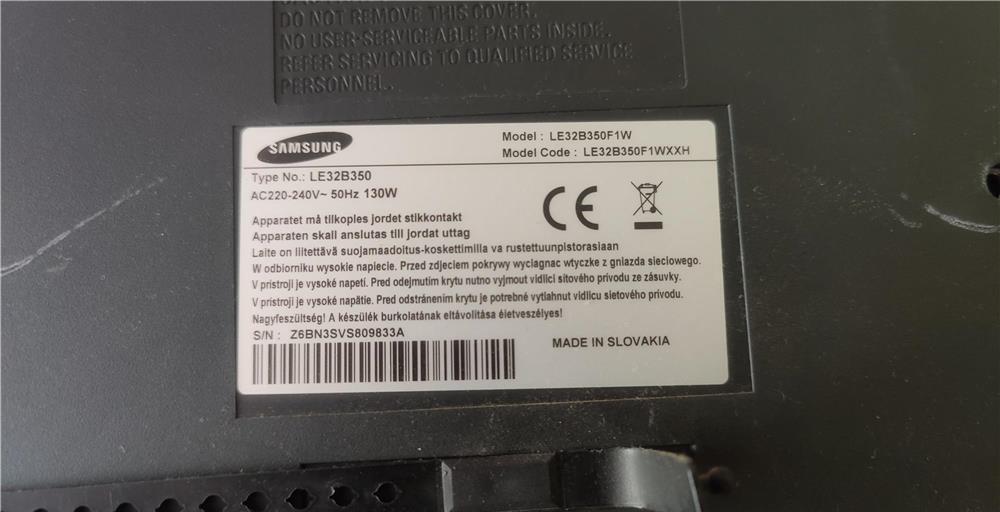 DO NOT REMOVE THIS COVER.
NO USER-SERVICEABLE PARTS INSIDE.
REFER SERVICING TO QUALIFIED SERVICE
PERSONNEL.
SAMSUNG
Model : LE32B350F1W
Model Code : LE32B350F1WXXH
Type No.: LE32B350
AC220-240V~ 50Hz 130W
CE
Apparatet må tilkoples jordet stikkontakt
Apparaten skall anslutas till jordat uttag
Laite on liitettävä suojamaadoitus-koskettimilla va rustettuunpistorasiaan
W odbiorniku wysokie napiecie. Przed zdjeciem pokrywy wyciagnac wtyczke z gniazda sieciowego.
V prístroji je vysoké napetí. Pred odejmutím krytu nutno vyjmout vidlici sítového prívodu ze zásuvky.
V prístroji je vysoké napätie. Pred odstránením krytu je potrebné vytiahnut vidlicu sietového prívodu.
Nagyfeszültség! A készülék burkolatának eltávolítása életveszélyes!
S/N : Z6BN3SVS809833A
MADE IN SLOVAKIA